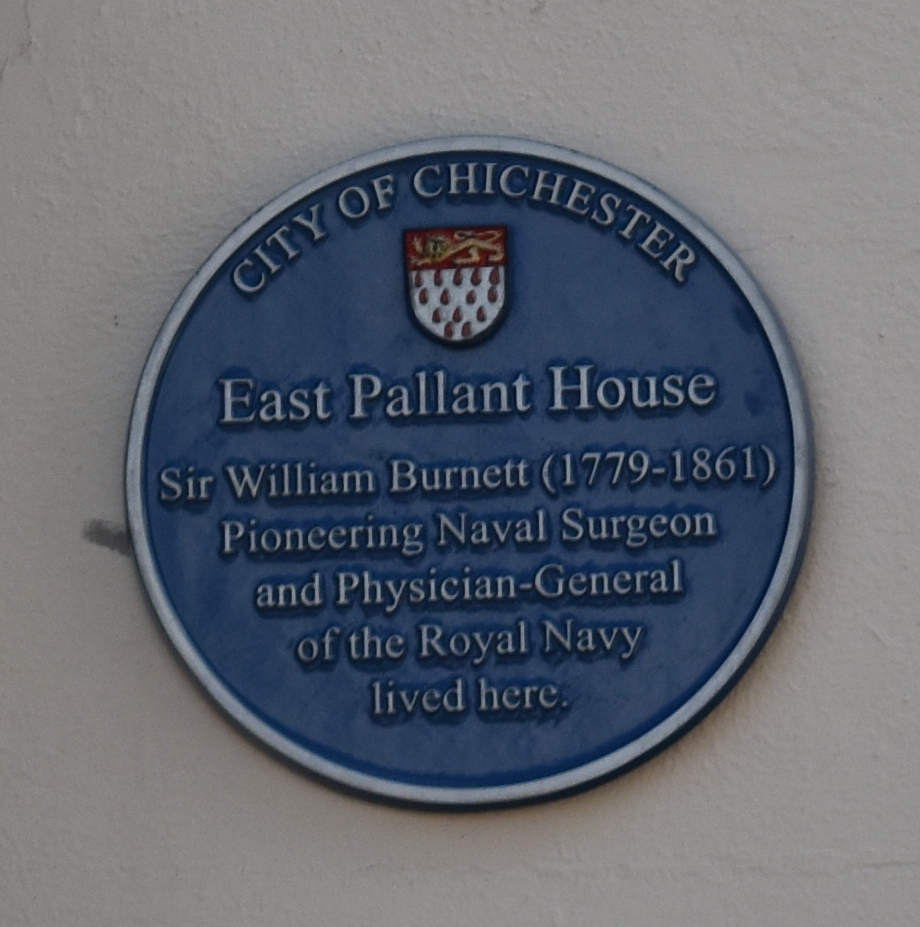 CITY OF CHICHESTER
East Pallant House
Sir William Burnett (1779-1861)
Pioneering Naval Surgeon
and Physician-General
of the Royal Navy
lived here.